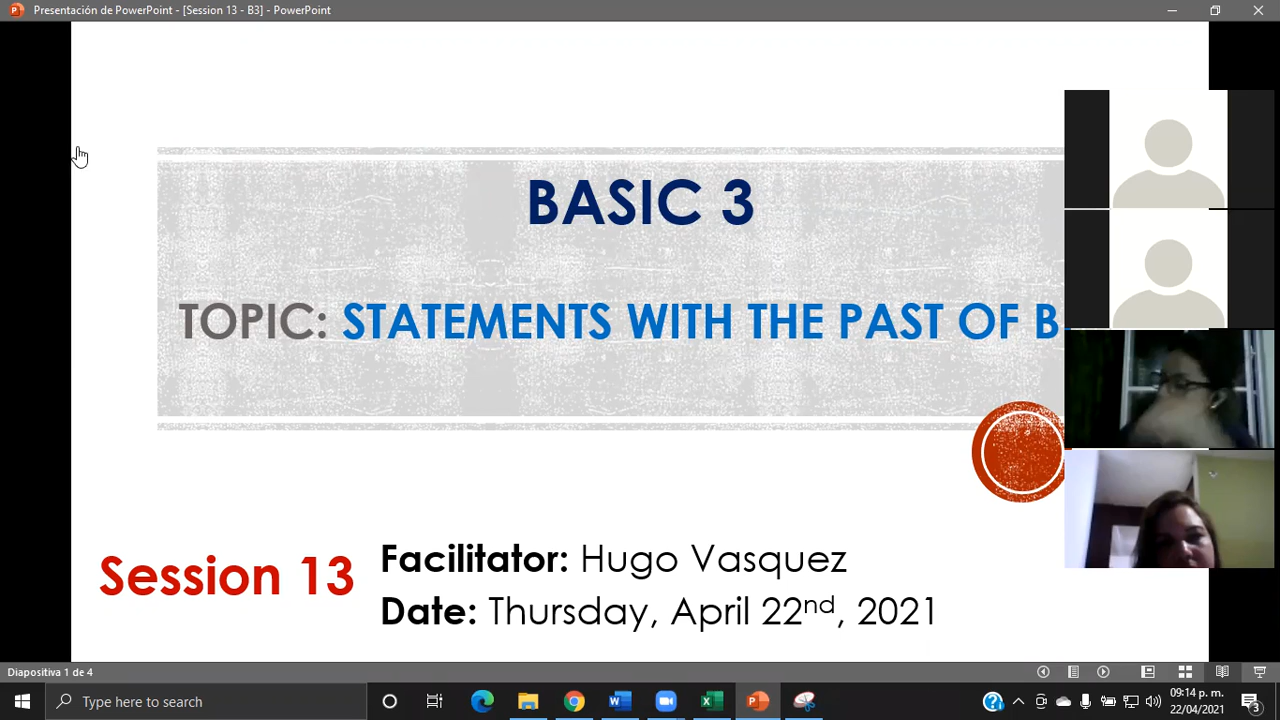 Presentación de PowerPoint - [Session 13 - B3] - PowerPoint
BASIC 3
TOPIC: STATEMENTS WITH THE PAST OF B
Session 13
Facilitator: Hugo Vasquez
Date: Thursday, April 22nd, 2021
Diapositiva 1 de 4
Type here to search
09:14 p. m.
22/04/2021
3